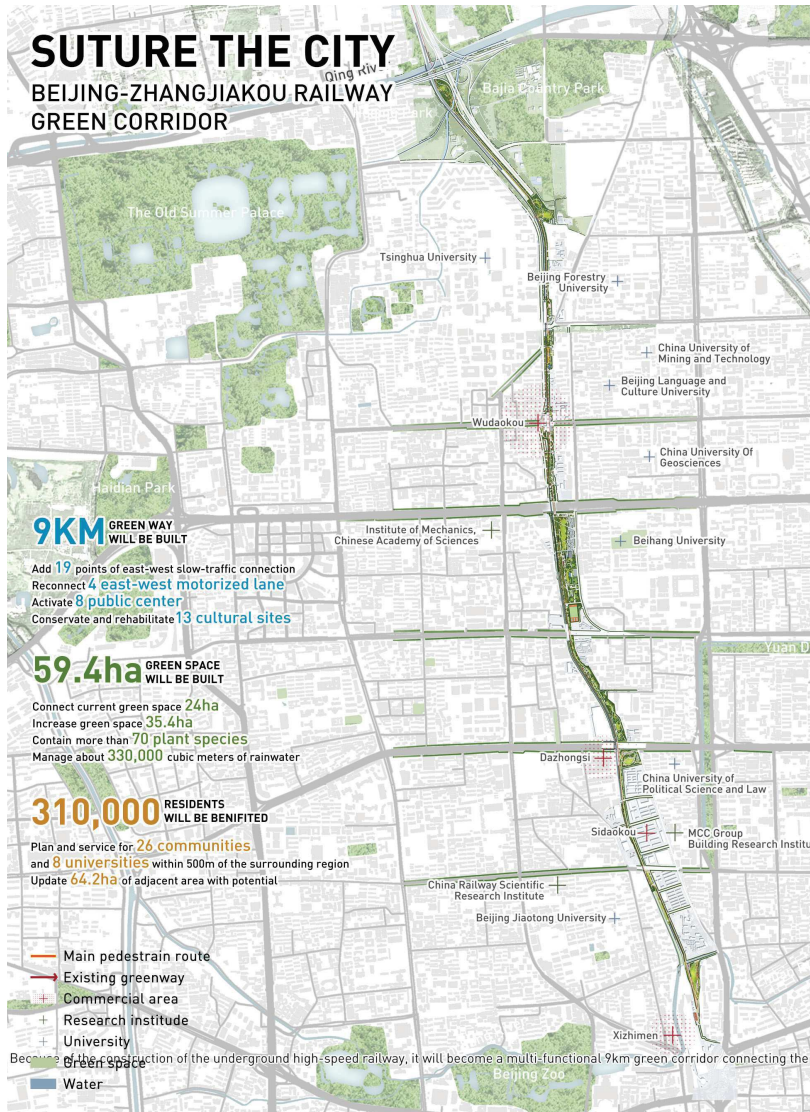 SUTURE THE CITY
BEIJING-ZHANGJIAKOU RAILWAY
GREEN CORRIDOR
Qing Riv
Bajia Country Park
Park
The Old Summer Palace
Tsinghua University
Beijing Forestry
University
China University of
Mining and Technology
Beijing Language and
Culture University
Wudaokou
China University Of
Geosciences
Haidian Park
9KM GREEN WAY
WILL BE BUILT
Institute of Mechanics,
Chinese Academy of Sciences
Beihang University
Add 19 points of east-west slow-traffic connection
Reconnect 4 east-west motorized lane
Activate 8 public center
Conservate and rehabilitate 13 cultural sites
Yuan D
59.4ha GREEN SPACE
WILL BE BUILT
Connect current green space 24ha
Increase green space 35.4ha
Contain more than 70 plant species
Manage about 330,000 cubic meters of rainwater
Dazhongsi
China University of
Political Science and Law
310,000 RESIDENTS
WILL BE BENIFITED
Sidaokou
MCC Group
Building Research Institu
Plan and service for 26 communities
and 8 universities within 500m of the surrounding region
Update 64.2ha of adjacent area with potential
China Railway Scientific
Research Institute
Beijing Jiaotong University
Main pedestrain route
Existing greenway
Commercial area
Research institude
University
Green space
Water
Xizhimen
Because of the construction of the underground high-speed railway, it will become a multi-functional 9km green corridor connecting the
Beijing Zoo